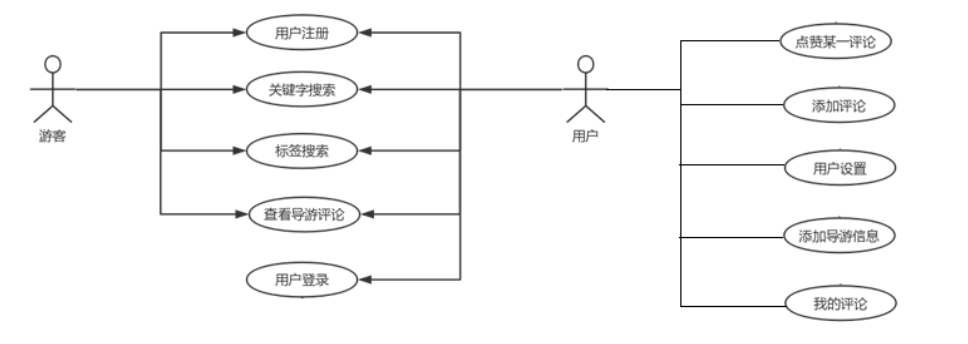 用户注册
关键字搜索
标签搜索
查看导游评论
用户登录
游客
用户
点赞某一评论
添加评论
用户设置
添加导游信息
我的评论